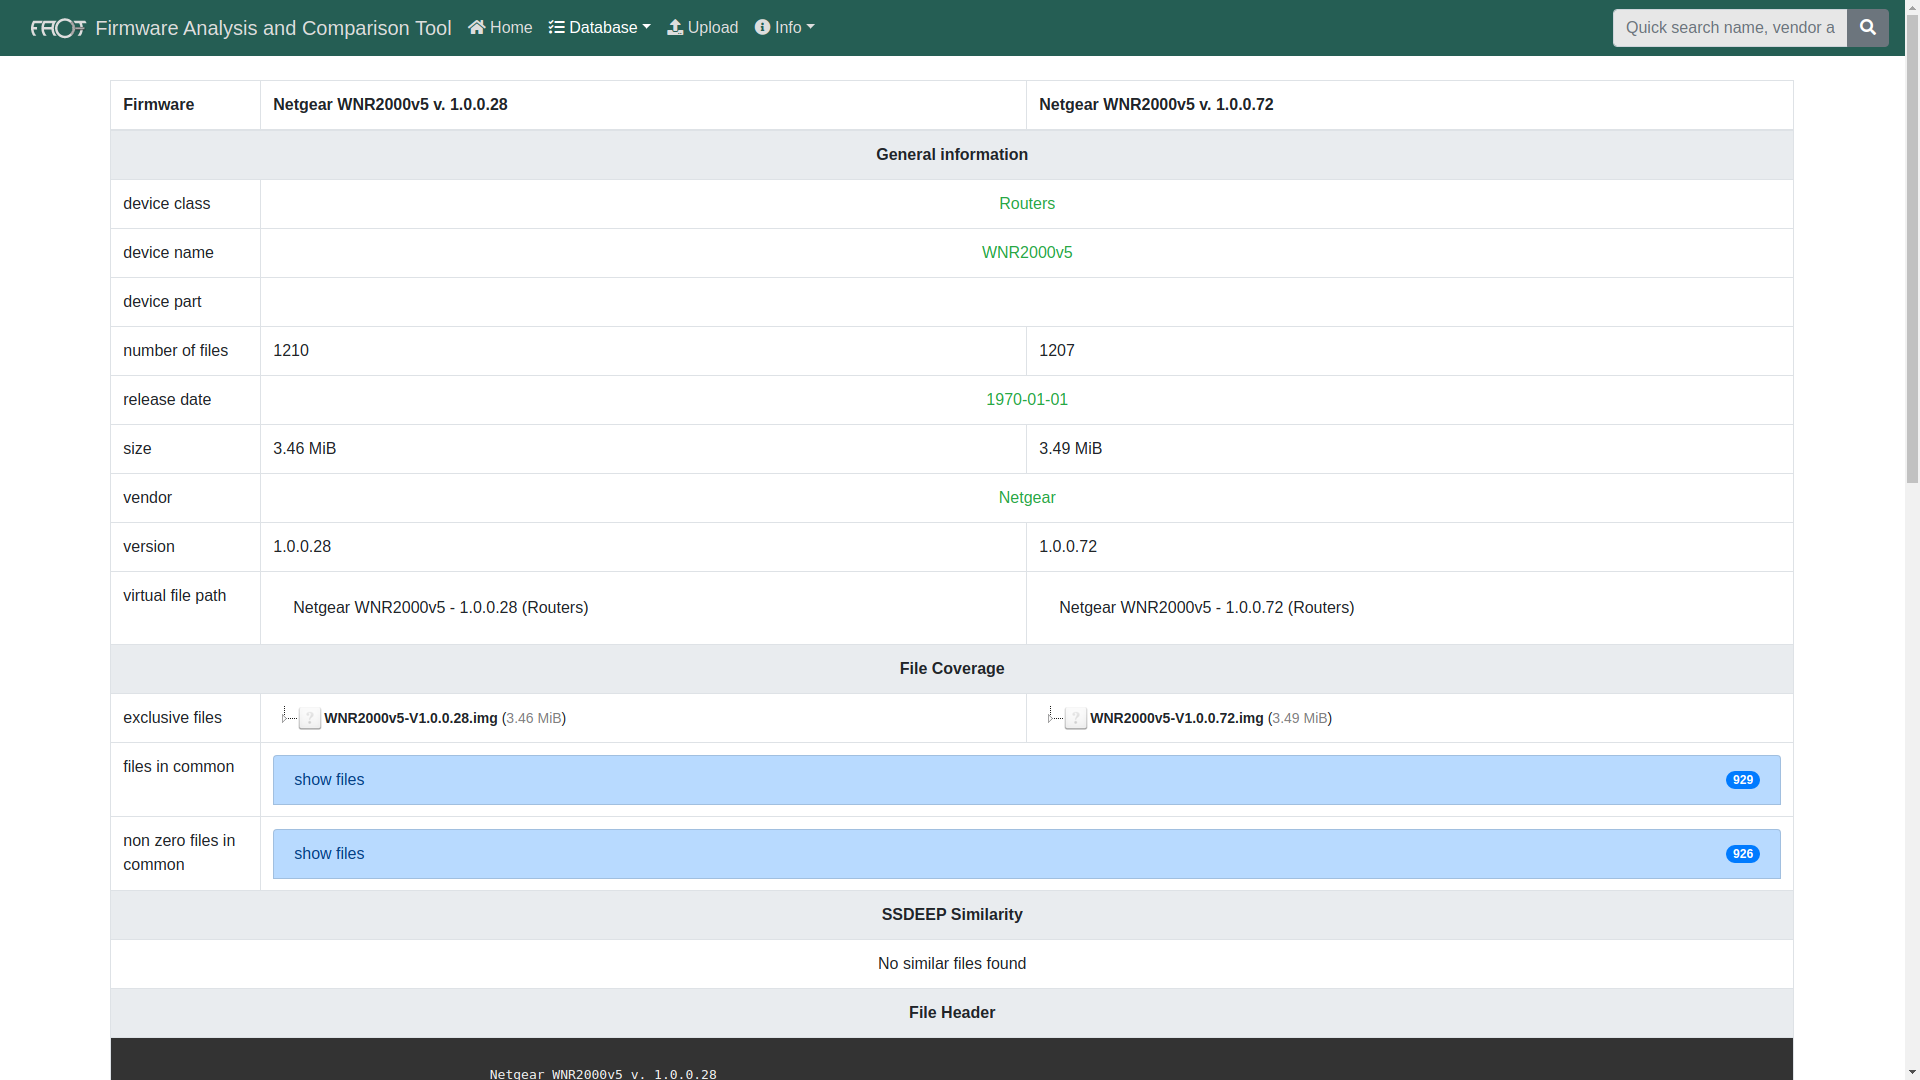 FACT Firmware Analysis and Comparison Tool Home Database Upload Info Quick search name, vendor a
Firmware Netgear WNR2000v5 v. 1.0.0.28 Netgear WNR2000v5 v. 1.0.0.72
General information
device class Routers
device name WNR2000v5
device part
number of files 1210 1207
release date 1970-01-01
size 3.46 MiB 3.49 MiB
vendor Netgear
version 1.0.0.28 1.0.0.72
virtual file path Netgear WNR2000v5 - 1.0.0.28 (Routers) Netgear WNR2000v5 - 1.0.0.72 (Routers)
File Coverage
exclusive files WNR2000v5-V1.0.0.28.img (3.46 MiB) WNR2000v5-V1.0.0.72.img (3.49 MiB)
files in common show files 929
non zero files in
common
show files 926
SSDEEP Similarity
No similar files found
File Header
Netgear WNR2000v5 v. 1.0.0.28